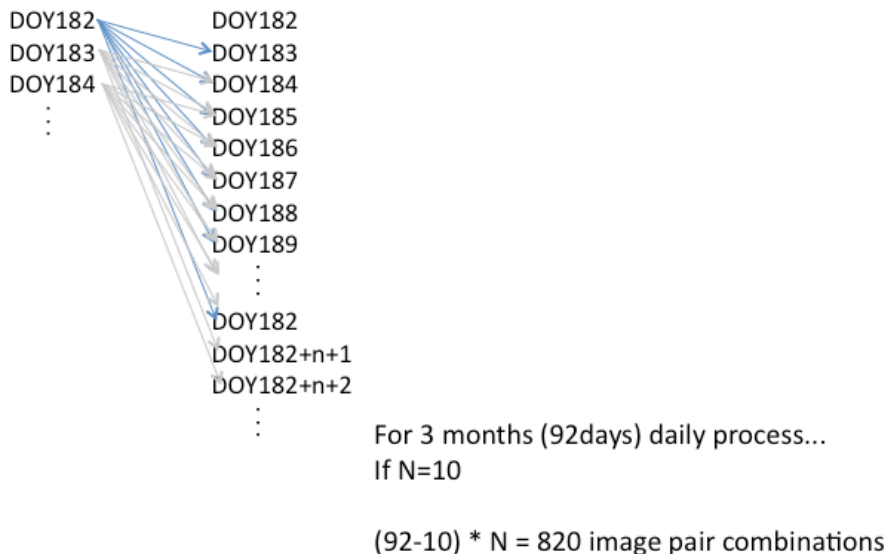 DOY182
DOY183
DOY184
⋮
DOY182
DOY183
DOY184
DOY185
DOY186
DOY187
DOY188
DOY189
⋮
DOY182
DOY182+n+1
DOY182+n+2
⋮
For 3 months (92days) daily process...
If N=10
(92-10) * N = 820 image pair combinations